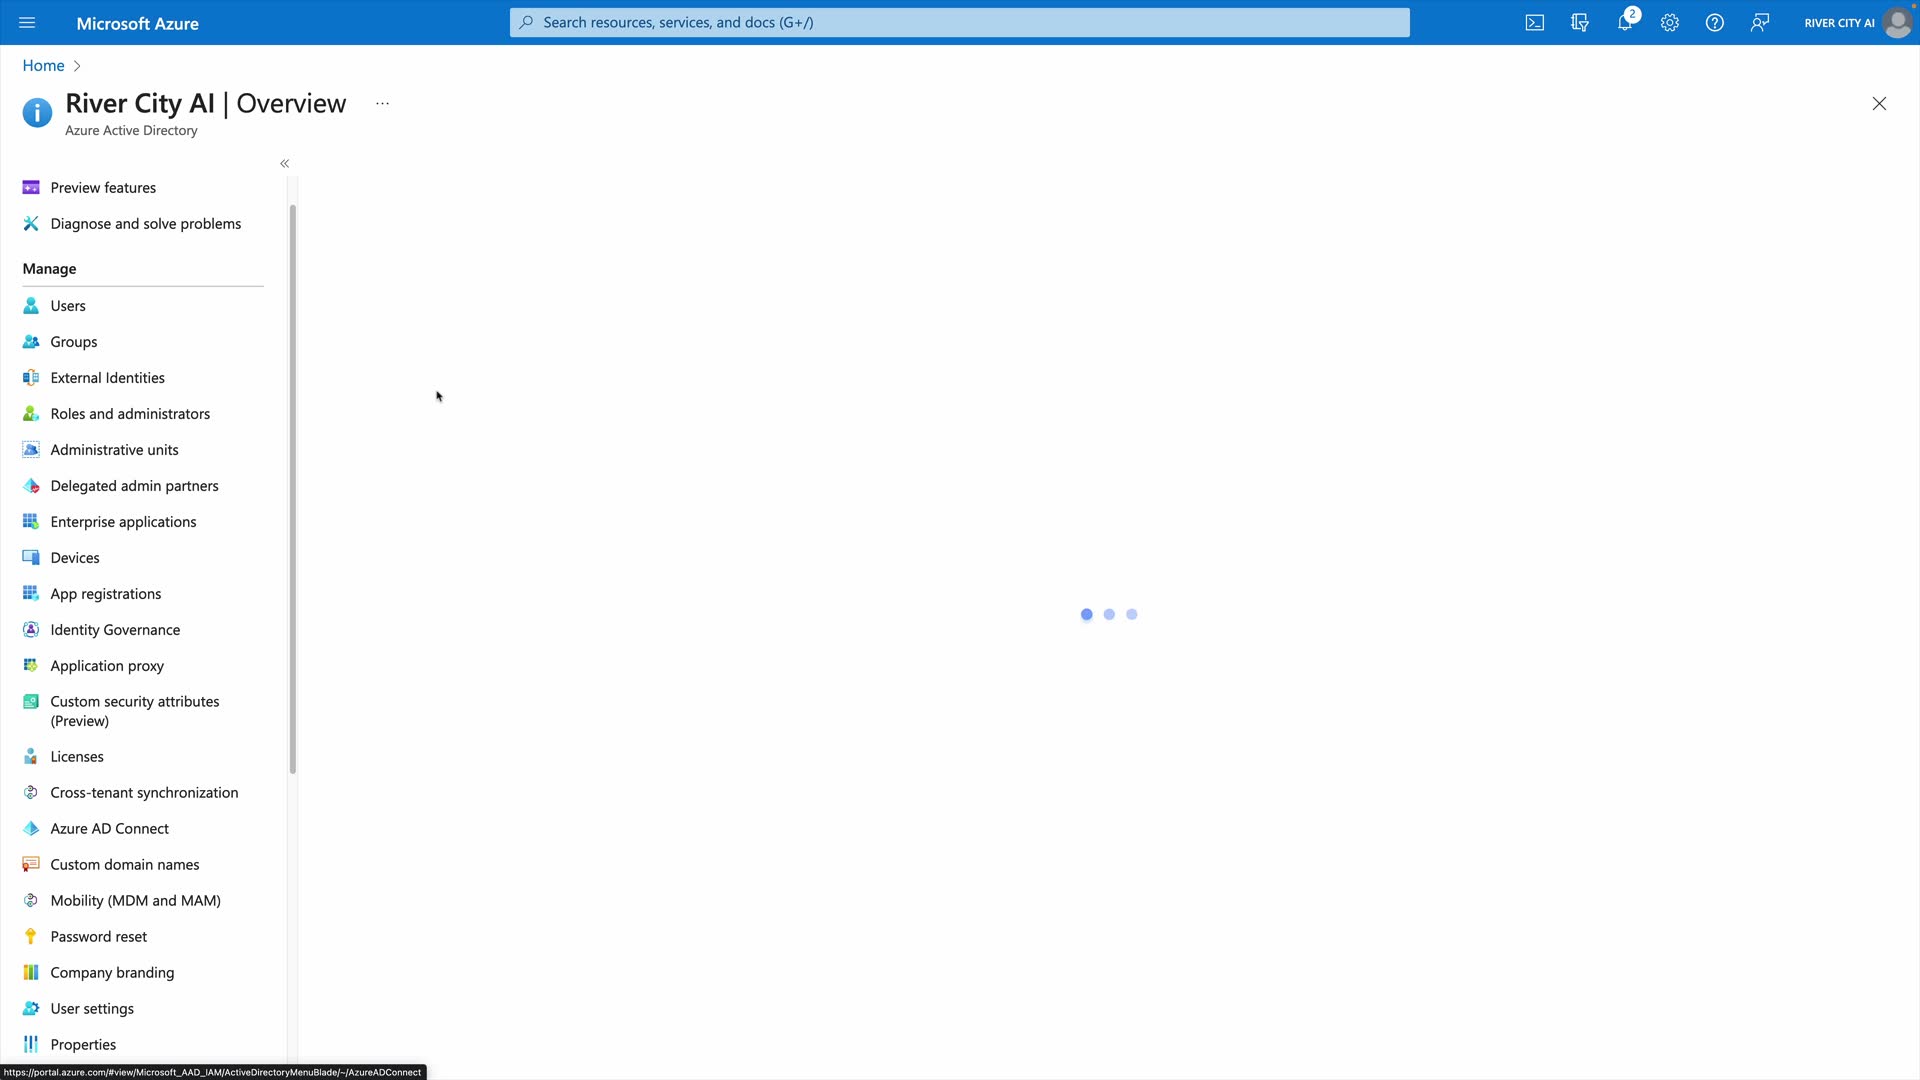 Microsoft Azure
Search resources, services, and docs (G+/)
2
RIVER CITY AI
Home
River City AI | Overview
Azure Active Directory
Preview features
Diagnose and solve problems
Manage
Users
Groups
External Identities
Roles and administrators
Administrative units
Delegated admin partners
Enterprise applications
Devices
App registrations
Identity Governance
Application proxy
Custom security attributes
(Preview)
Licenses
Cross-tenant synchronization
Azure AD Connect
Custom domain names
Mobility (MDM and MAM)
Password reset
Company branding
User settings
Properties
https://portal.azure.com/#view/Microsoft_AAD_IAM/ActiveDirectoryMenuBlade/~/AzureADConnect